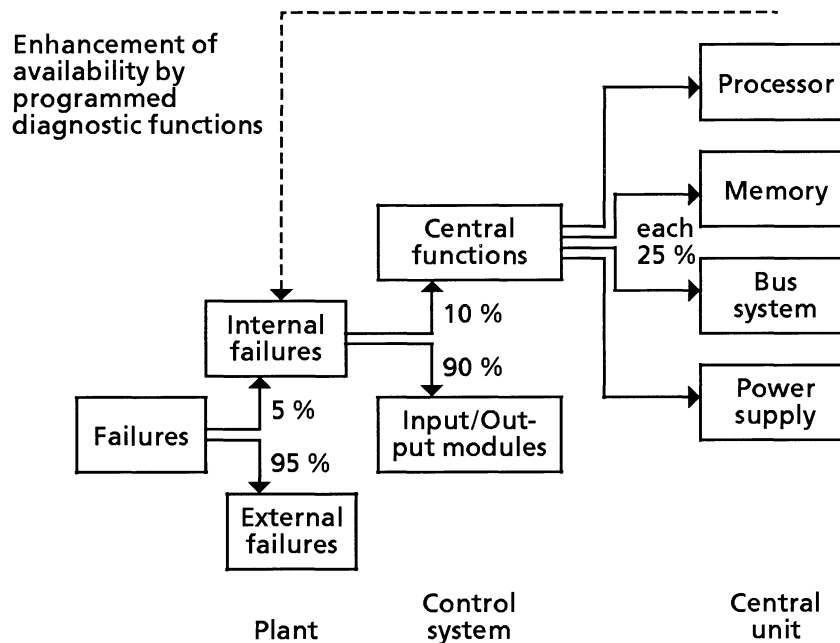 Enhancement of
availability by
programmed
diagnostic functions
Processor
Memory
each
25 %
Central
functions
Bus
system
10 %
Internal
failures
90 %
Power
supply
5 %
Input/Out-
put modules
Failures
95 %
External
failures
Plant
Control
system
Central
unit